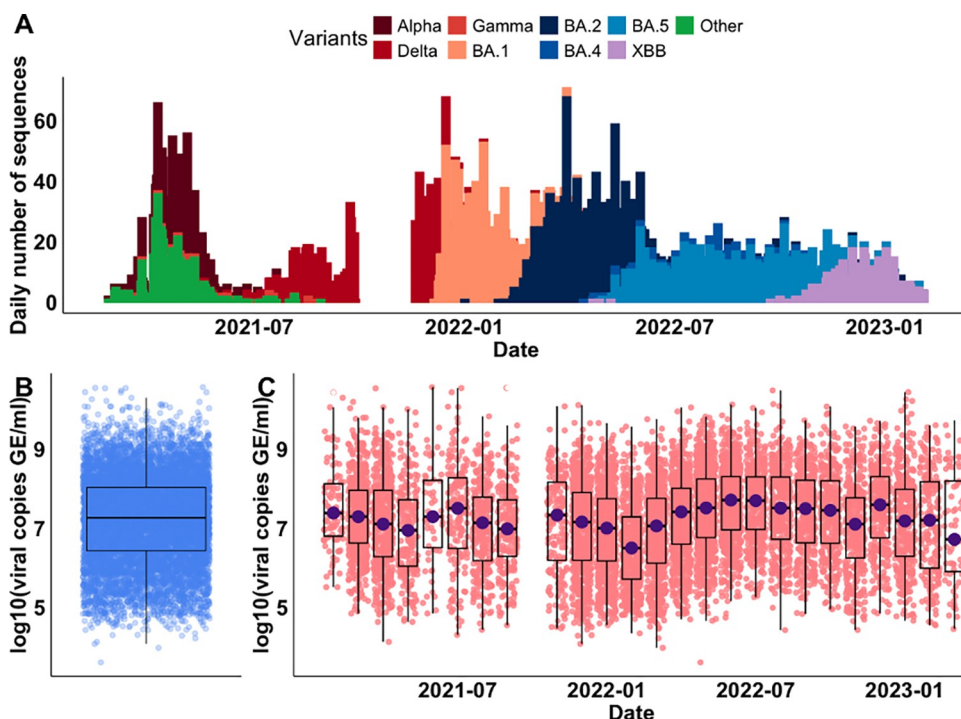 A
Variants
Alpha Gamma BA.2 BA.5 Other
Delta BA.1 BA.4 XBB
Daily number of sequences
60
40
20
0
2021-07 2022-01 2022-07 2023-01
Date
B
log10(viral copies GE/ml)
9
7
5
C
log10(viral copies GE/ml)
9
7
5
2021-07 2022-01 2022-07 2023-01
Date